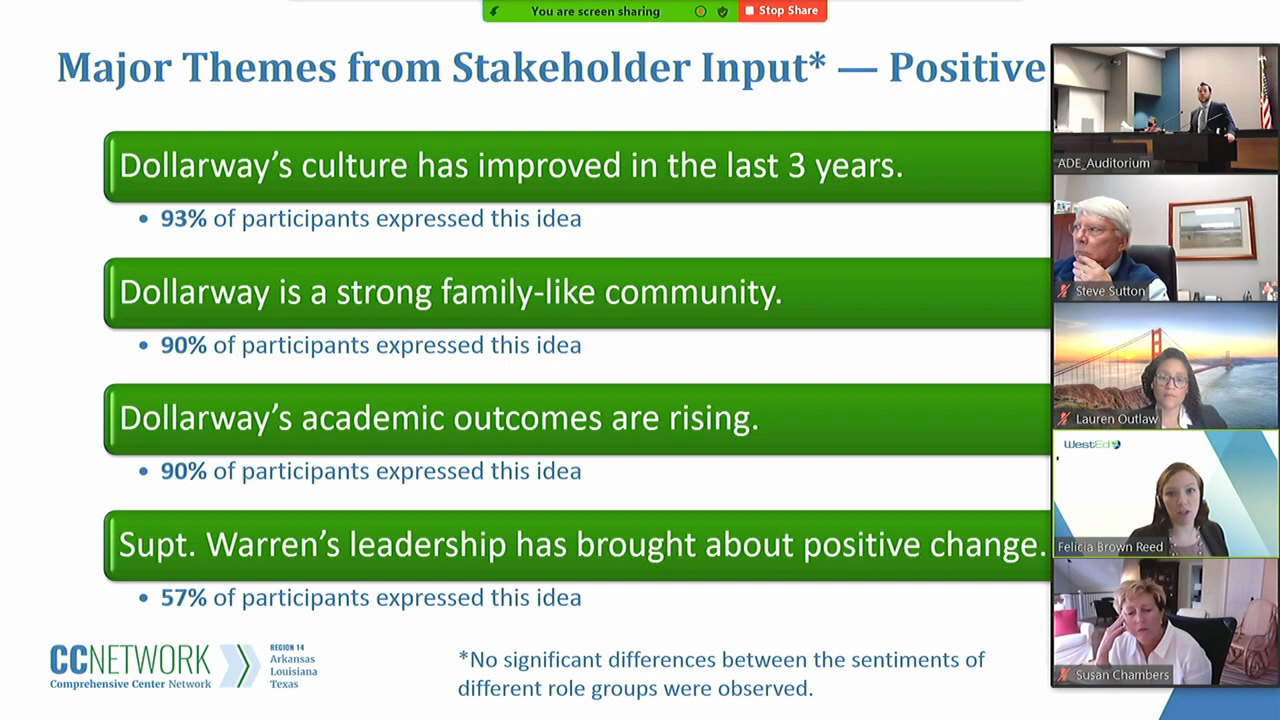 You are screen sharing
Stop Share
Major Themes from Stakeholder Input* — Positive
Dollarway's culture has improved in the last 3 years.
• 93% of participants expressed this idea
Dollarway is a strong family-like community.
• 90% of participants expressed this idea
Dollarway's academic outcomes are rising.
• 90% of participants expressed this idea
Supt. Warren's leadership has brought about positive change.
• 57% of participants expressed this idea
CCNETWORK
Comprehensive Center Network
REGION 14
Arkansas
Louisiana
Texas
*No significant differences between the sentiments of
different role groups were observed.
ADE_Auditorium
Steve Sutton
Lauren Outlaw
WestEd
Felicia Brown Reed
Susan Chambers